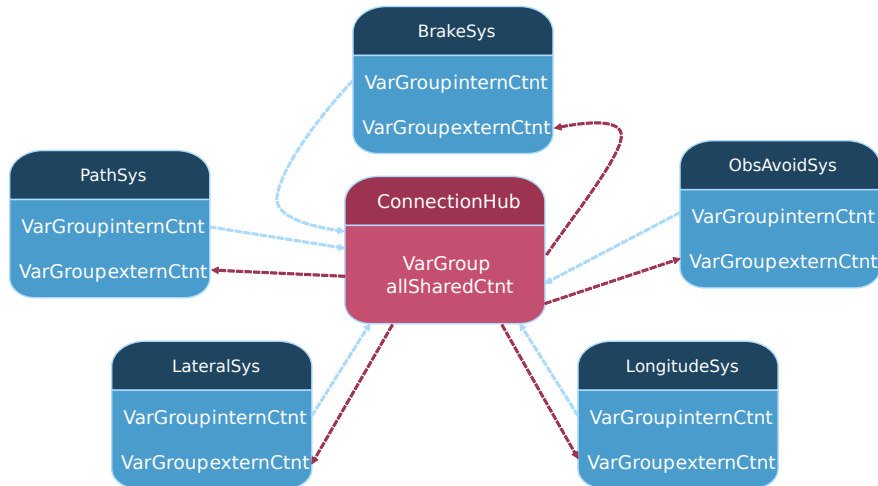 BrakeSys
VarGroupinternCtnt
VarGroupexternCtnt
PathSys
VarGroupinternCtnt
VarGroupexternCtnt
ConnectionHub
VarGroup
allSharedCtnt
ObsAvoidSys
VarGroupinternCtnt
VarGroupexternCtnt
LateralSys
VarGroupinternCtnt
VarGroupexternCtnt
LongitudeSys
VarGroupinternCtnt
VarGroupexternCtnt